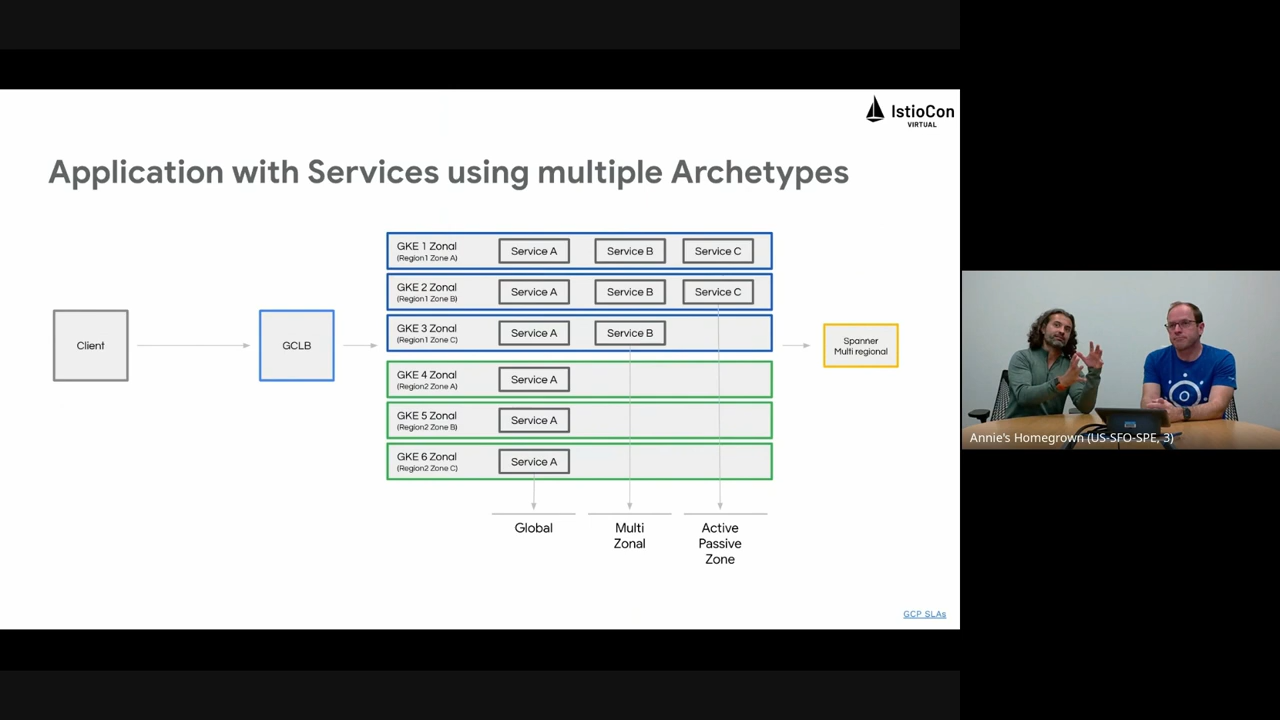 IstioCon
VIRTUAL
Application with Services using multiple Archetypes
GKE 1 Zonal
(Region1 Zone A)
Service A
Service B
Service C
GKE 2 Zonal
(Region1 Zone B)
Service A
Service B
Service C
GKE 3 Zonal
(Region1 Zone C)
Service A
Service B
GKE 4 Zonal
(Region2 Zone A)
Service A
GKE 5 Zonal
(Region2 Zone B)
Service A
GKE 6 Zonal
(Region2 Zone C)
Service A
Client
GCLB
Spanner
Multi regional
Global
Multi
Zonal
Active
Passive
Zone
GCP SLAs
Annie's Homegrown (US-SFO-SPE, 3)